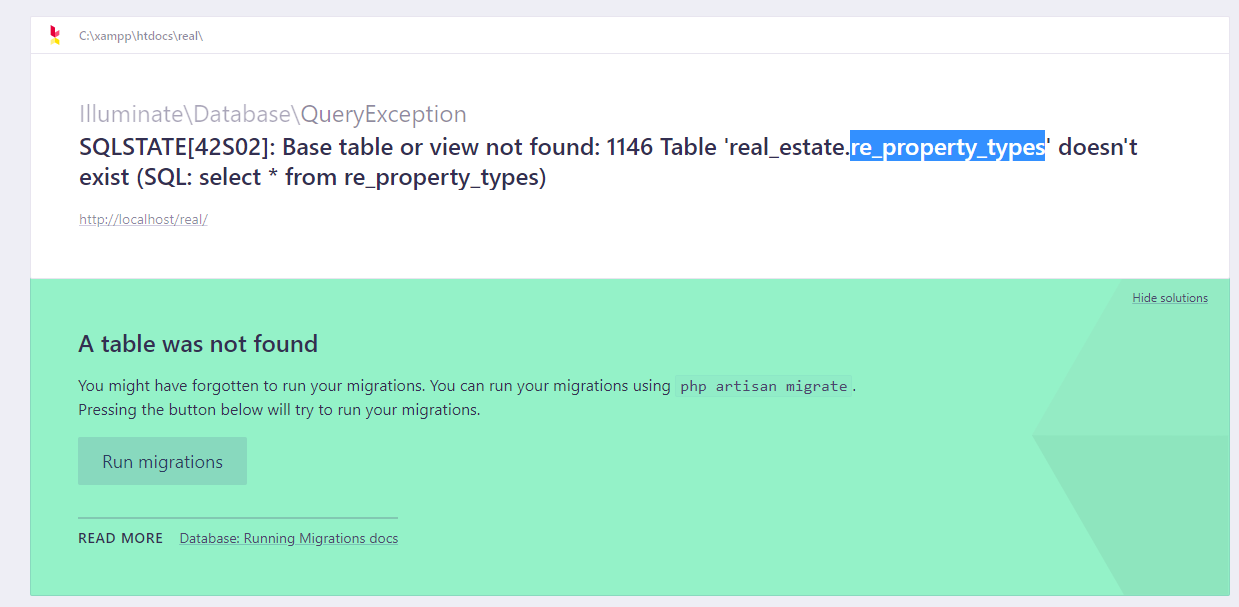 C:\xampp\htdocs\real\
Illuminate\Database\QueryException
SQLSTATE[42S02]: Base table or view not found: 1146 Table 'real_estate.re_property_types' doesn't
exist (SQL: select * from re_property_types)
http://localhost/real/
Hide solutions
A table was not found
You might have forgotten to run your migrations. You can run your migrations using php artisan migrate.
Pressing the button below will try to run your migrations.
Run migrations
READ MORE Database: Running Migrations docs